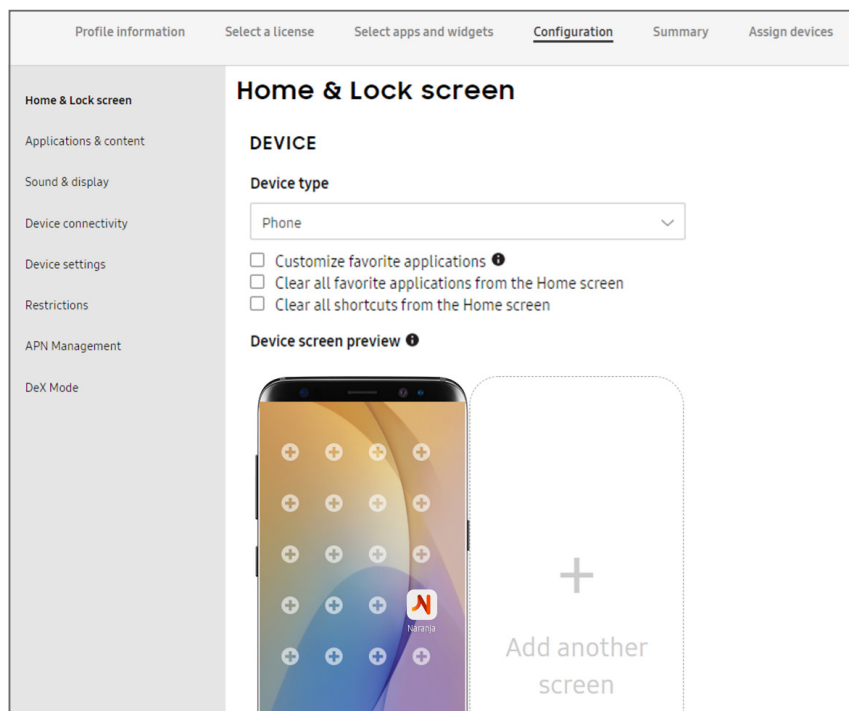 Profile information Select a license Select apps and widgets Configuration Summary Assign devices
Home & Lock screen
Applications & content
Sound & display
Device connectivity
Device settings
Restrictions
APN Management
DeX Mode
Home & Lock screen
DEVICE
Device type
Phone
Customize favorite applications
Clear all favorite applications from the Home screen
Clear all shortcuts from the Home screen
Device screen preview
Naranja
Add another
screen